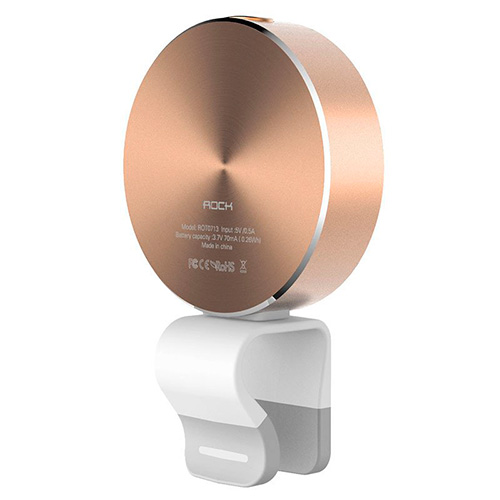 ROCK
Model: ROT0713 Input :5V /0.5A
Battery capacity :3.7V 70mA ( 0.26Wh)
Made in china
FC CE RoHS